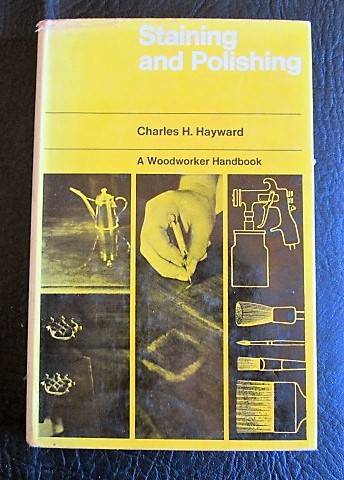 Staining
and Polishing
Charles H. Hayward
A Woodworker Handbook